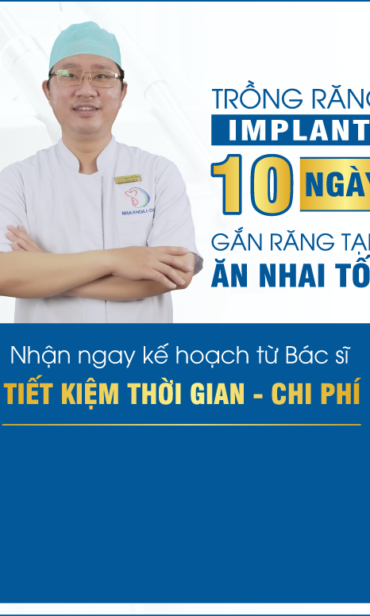 TRỒNG RĂNG
IMPLANT
10 NGÀY
GẮN RĂNG TẠ
ĂN NHAI TỐ
Nhận ngay kế hoạch từ Bác sĩ
TIẾT KIỆM THỜI GIAN - CHI PHÍ